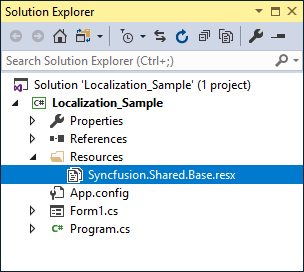 Solution Explorer
Search Solution Explorer (Ctrl+;)
Solution 'Localization_Sample' (1 project)
C# Localization_Sample
Properties
References
Resources
Syncfusion.Shared.Base.resx
App.config
Form1.cs
C# Program.cs